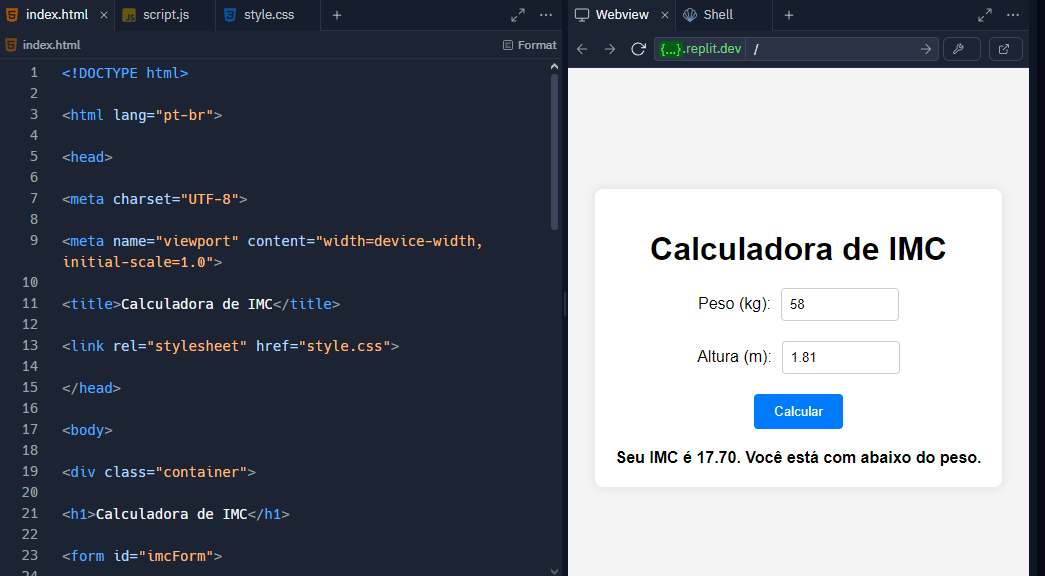 index.html
script.js
style.css
index.html
Format
1 <!DOCTYPE html>
2
3 <html lang="pt-br">
4
5 <head>
6
7 <meta charset="UTF-8">
8
9 <meta name="viewport" content="width=device-width,
initial-scale=1.0">
10
11 <title>Calculadora de IMC</title>
12
13 <link rel="stylesheet" href="style.css">
14
15 </head>
16
17 <body>
18
19 <div class="container">
20
21 <h1>Calculadora de IMC</h1>
22
23 <form id="imcForm">
24
Webview
Shell
{...}.replit.dev /
Calculadora de IMC
Peso (kg): 58
Altura (m): 1.81
Calcular
Seu IMC é 17.70. Você está com abaixo do peso.